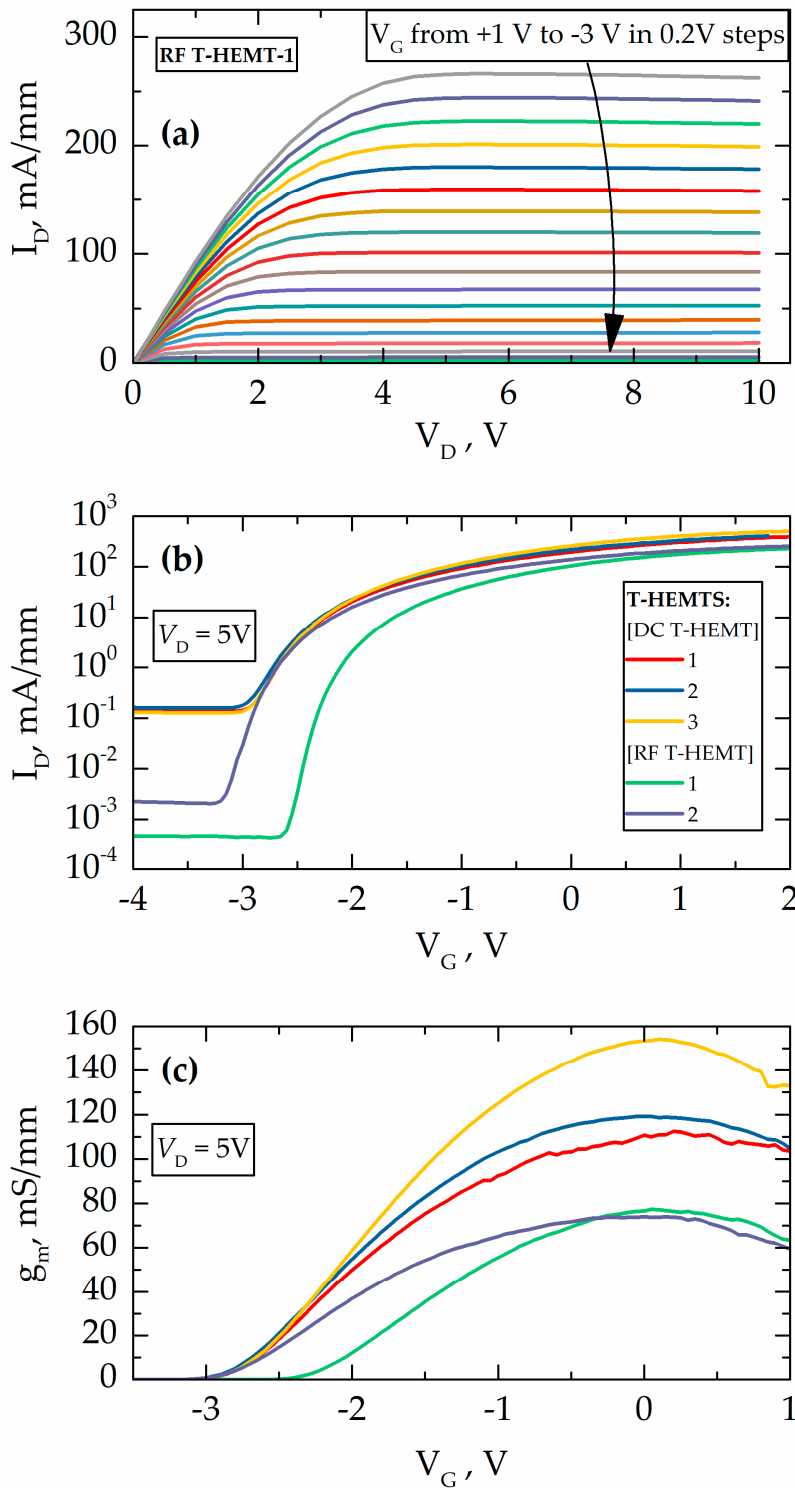 300
RF T-HEMT-1
V_G from +1 V to -3 V in 0.2V steps
(a)
200
100
0
I_D, mA/mm
0 2 4 6 8 10
V_D , V
10^3
10^2
10^1
10^0
10^-1
10^-2
10^-3
10^-4
I_D, mA/mm
(b)
V_D = 5V
T-HEMTS:
[DC T-HEMT]
1
2
3
[RF T-HEMT]
1
2
-4 -3 -2 -1 0 1 2
V_G , V
160
140
120
100
80
60
40
20
0
g_m, mS/mm
(c)
V_D = 5V
-3 -2 -1 0 1
V_G , V